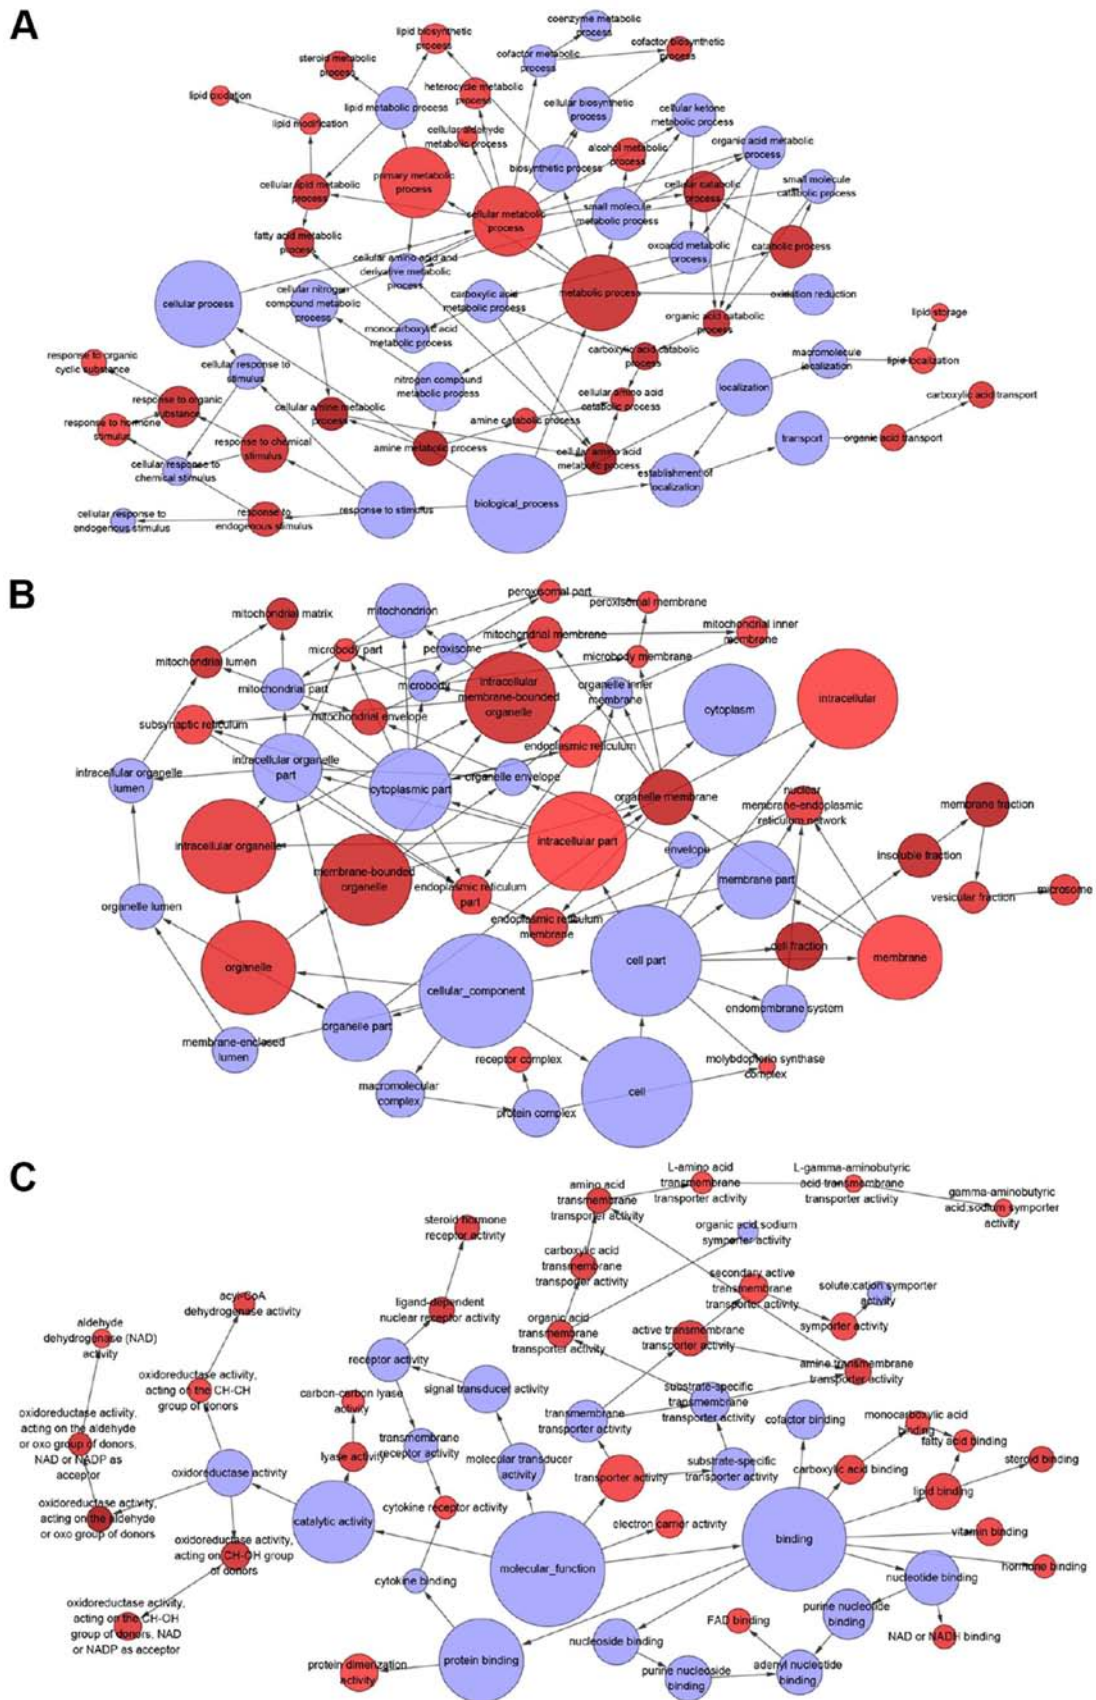 A
coenzyme metabolic
process
lipid biosynthetic
process
cofactor metabolic
process
cofactor biosynthetic
process
steroid metabolic
process
heterocycle metabolic
process
lipid oxidation
lipid metabolic process
cellular biosynthetic
process
cellular ketone
metabolic process
lipid modification
cellular aldehyde
metabolic process
alcohol metabolic
process
organic acid metabolic
process
biosynthetic process
primary metabolic
process
cellular lipid metabolic
process
cellular catabolic
process
small molecule
catabolic process
cellular metabolic
process
small molecule
metabolic process
fatty acid metabolic
process
oxoacid metabolic
process
catabolic process
cellular amino acid and
derivative metabolic
process
cellular process
cellular nitrogen
compound metabolic
process
carboxylic acid
metabolic process
metabolic process
oxidation reduction
lipid storage
monocarboxylic acid
metabolic process
organic acid catabolic
process
response to organic
cyclic substance
cellular response to
stimulus
carboxylic acid catabolic
process
macromolecule
localization
lipid localization
nitrogen compound
metabolic process
localization
carboxylic acid transport
response to organic
substance
cellular amine metabolic
process
cellular amino acid
catabolic process
response to hormone
stimulus
amine catabolic process
transport
organic acid transport
response to chemical
stimulus
amine metabolic process
cellular response to
chemical stimulus
cellular amino acid
metabolic process
establishment of
localization
biological_process
cellular response to
endogenous stimulus
response to
endogenous stimulus
response to stimulus
B
peroxisomal part
mitochondrial matrix
mitochondrion
peroxisomal membrane
mitochondrial membrane
mitochondrial inner
membrane
microbody part
peroxisome
mitochondrial lumen
microbody membrane
mitochondrial part
microbody
intracellular
membrane-bounded
organelle
organelle inner
membrane
intracellular
cytoplasm
subsynaptic reticulum
mitochondrial envelope
endoplasmic reticulum
intracellular organelle
lumen
intracellular organelle
part
cytoplasmic part
organelle envelope
organelle membrane
nuclear
membrane-endoplasmic
reticulum network
membrane fraction
intracellular organelle
intracellular part
envelope
insoluble fraction
membrane-bounded
organelle
endoplasmic reticulum
part
membrane part
vesicular fraction
microsome
organelle lumen
endoplasmic reticulum
membrane
cell fraction
organelle
cellular_component
cell part
membrane
organelle part
endomembrane system
membrane-enclosed
lumen
receptor complex
molybdopterin synthase
complex
macromolecular
complex
protein complex
cell
C
L-amino acid
transmembrane
transporter activity
L-gamma-aminobutyric
acid transmembrane
transporter activity
amino acid
transmembrane
transporter activity
gamma-aminobutyric
acid:sodium symporter
activity
steroid hormone
receptor activity
organic acid:sodium
symporter activity
carboxylic acid
transmembrane
transporter activity
secondary active
transmembrane
transporter activity
solute:cation symporter
activity
acyl-CoA
dehydrogenase activity
ligand-dependent
nuclear receptor activity
organic acid
transmembrane
transporter activity
active transmembrane
transporter activity
symporter activity
aldehyde
dehydrogenase (NAD)
activity
receptor activity
amine transmembrane
transporter activity
oxidoreductase activity,
acting on the CH-CH
group of donors
carbon-carbon lyase
activity
signal transducer activity
substrate-specific
transmembrane
transporter activity
oxidoreductase activity,
acting on the aldehyde
or oxo group of donors,
NAD or NADP as
acceptor
transmembrane
transporter activity
cofactor binding
monocarboxylic acid
binding
fatty acid binding
transmembrane
receptor activity
lyase activity
molecular transducer
activity
substrate-specific
transporter activity
carboxylic acid binding
steroid binding
oxidoreductase activity
transporter activity
lipid binding
oxidoreductase activity,
acting on the aldehyde
or oxo group of donors
catalytic activity
cytokine receptor activity
electron carrier activity
binding
vitamin binding
oxidoreductase activity,
acting on CH-OH group
of donors
molecular_function
hormone binding
cytokine binding
nucleotide binding
oxidoreductase activity,
acting on the CH-OH
group of donors, NAD
or NADP as acceptor
purine nucleotide
binding
FAD binding
NAD or NADH binding
nucleoside binding
protein binding
protein dimerization
activity
purine nucleoside
binding
adenyl nucleotide
binding